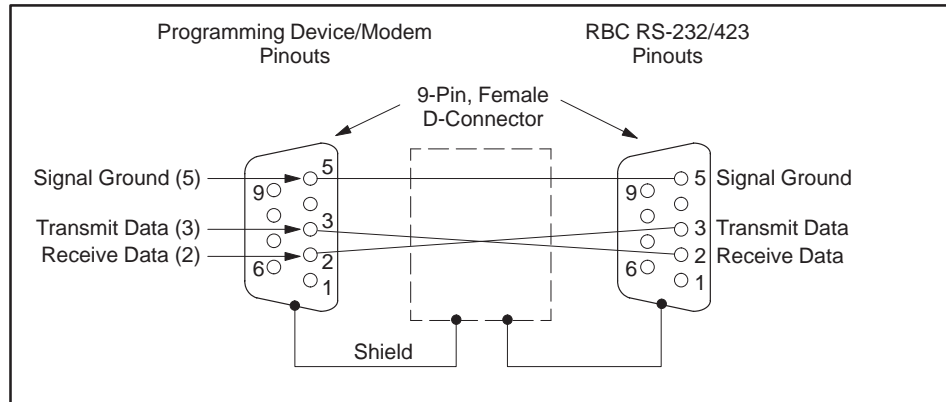 Programming Device/Modem
Pinouts
RBC RS-232/423
Pinouts
9-Pin, Female
D-Connector
Signal Ground (5)
5
5 Signal Ground
9
9
Transmit Data (3)
3
3 Transmit Data
Receive Data (2)
2
2 Receive Data
6
6
1
1
Shield